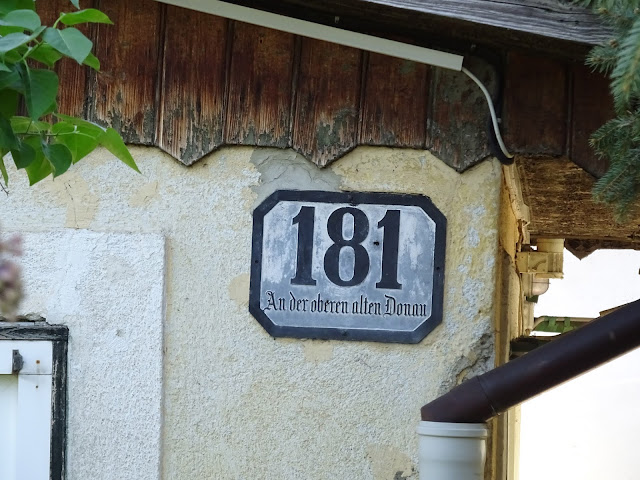 181
An der oberen alten Donau